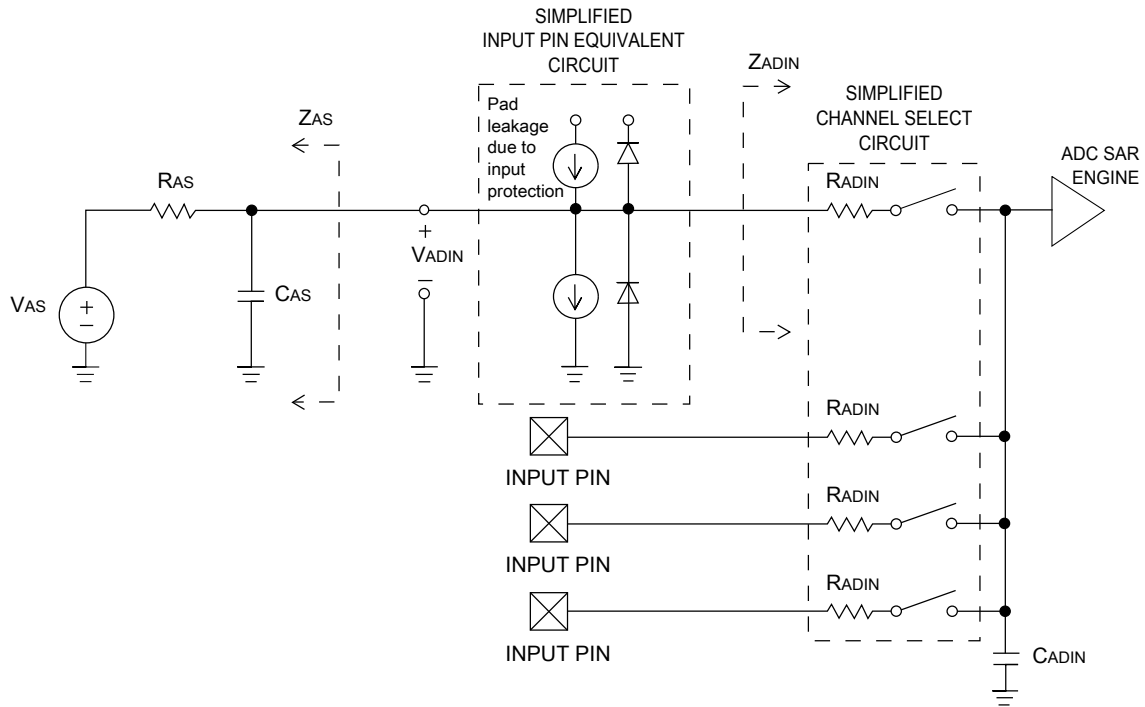 SIMPLIFIED
INPUT PIN EQUIVALENT
CIRCUIT
Pad
leakage
due to
input
protection
ZAS
ZADIN
SIMPLIFIED
CHANNEL SELECT
CIRCUIT
ADC SAR
ENGINE
RAS
RADIN
+
VADIN
–
VAS
+
–
CAS
RADIN
INPUT PIN
RADIN
INPUT PIN
RADIN
INPUT PIN
CADIN